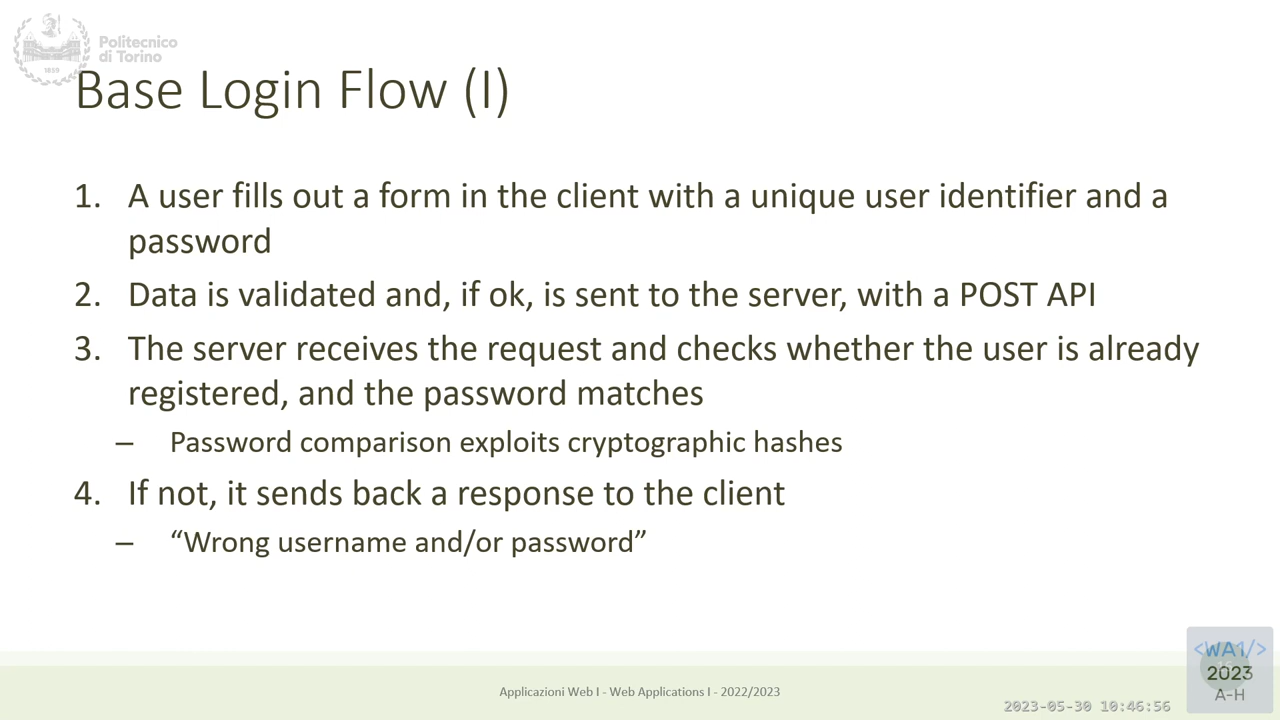 Politecnico
di Torino
1859
Base Login Flow (I)
1. A user fills out a form in the client with a unique user identifier and a
password
2. Data is validated and, if ok, is sent to the server, with a POST API
3. The server receives the request and checks whether the user is already
registered, and the password matches
– Password comparison exploits cryptographic hashes
4. If not, it sends back a response to the client
– “Wrong username and/or password”
<WA1/>
2023
A-H
Applicazioni Web I - Web Applications I - 2022/2023
2023-05-30 10:46:56